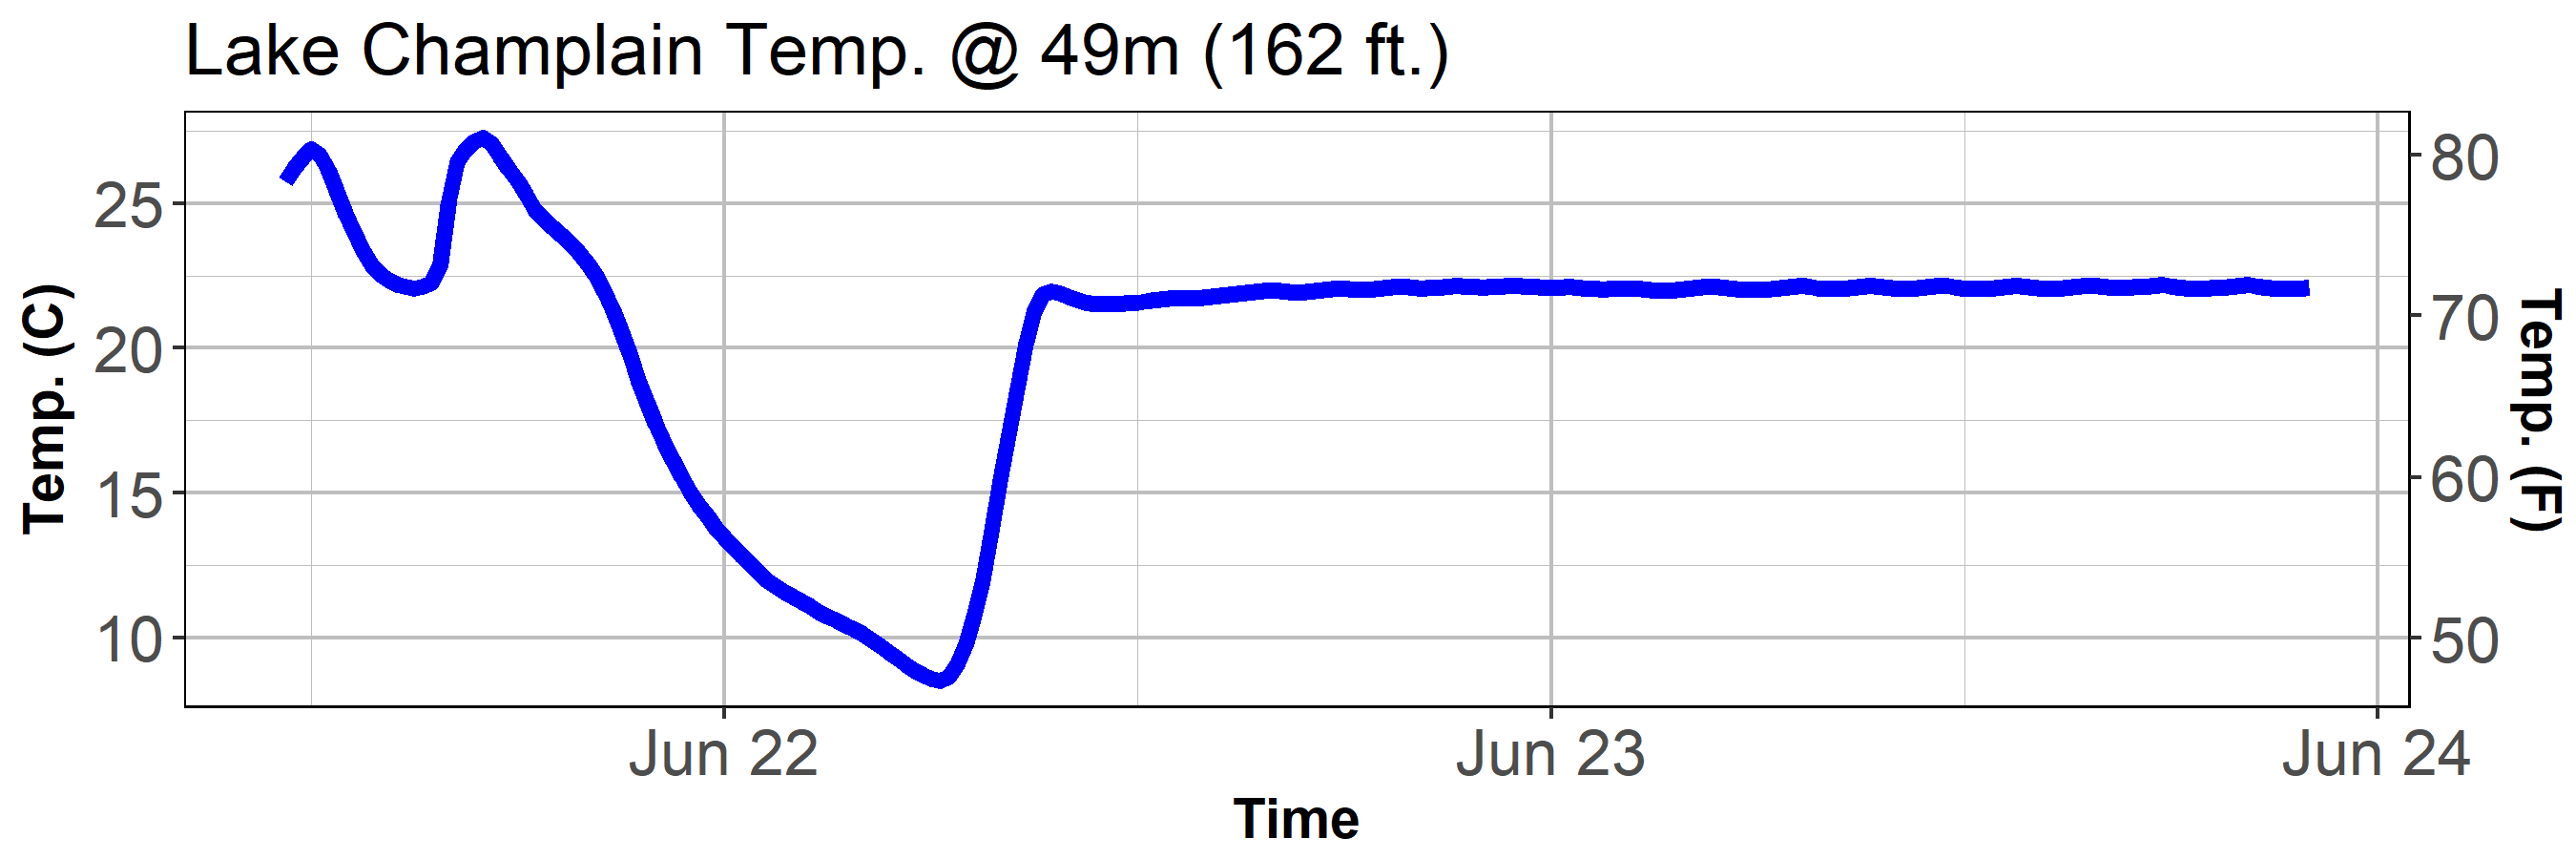 Lake Champlain Temp. @ 49m (162 ft.)
Temp. (C)
25
20
15
10
80
70
60
50
Temp. (F)
Jun 22
Jun 23
Jun 24
Time